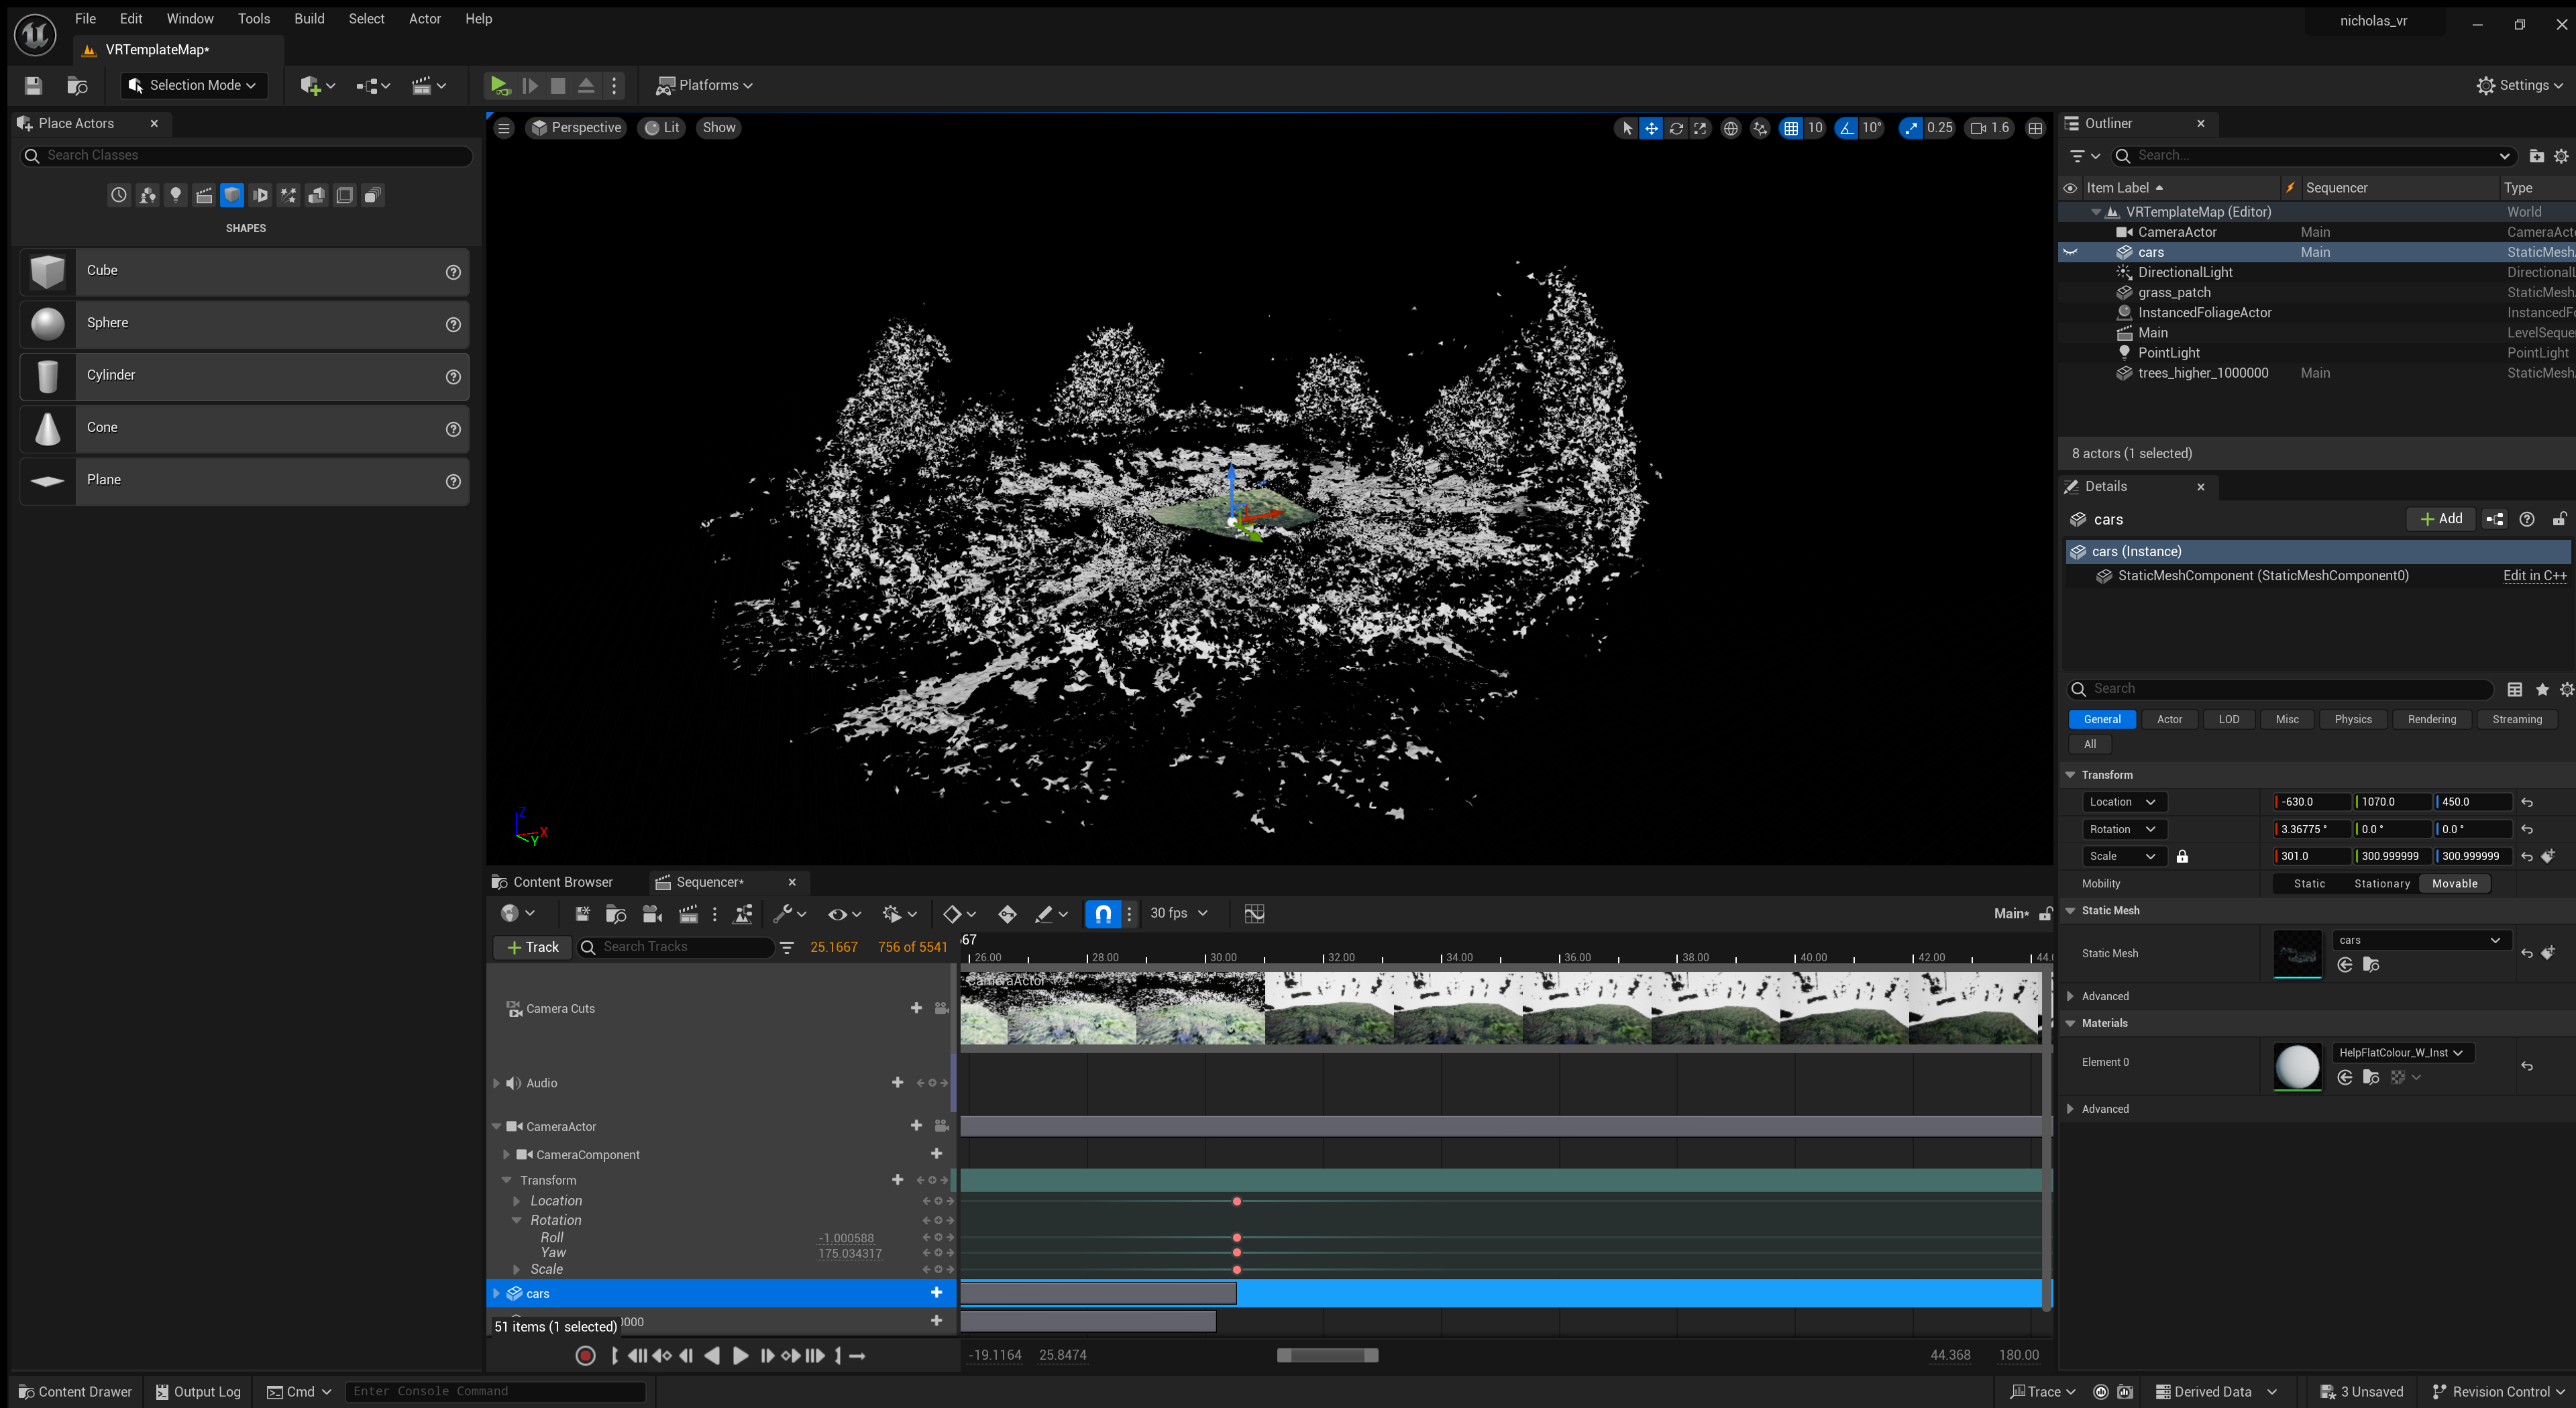 File Edit Window Tools Build Select Actor Help
nicholas_vr
VRTemplateMap*
Selection Mode
Platforms
Settings
Place Actors
Search Classes
SHAPES
Cube
Sphere
Cylinder
Cone
Plane
Perspective Lit Show
10 10° 0.25 1.6
Outliner
Search...
Item Label Sequencer Type
VRTemplateMap (Editor) World
CameraActor Main CameraAct
cars Main StaticMesh
DirectionalLight DirectionalL
grass_patch StaticMesh
InstancedFoliageActor InstancedF
Main LevelSeque
PointLight PointLight
trees_higher_1000000 Main StaticMesh
8 actors (1 selected)
Details
cars
Add
cars (Instance)
StaticMeshComponent (StaticMeshComponent0) Edit in C++
Search
General Actor LOD Misc Physics Rendering Streaming
All
Transform
Location -630.0 1070.0 450.0
Rotation 3.36775 ° 0.0 ° 0.0 °
Scale 301.0 300.999999 300.999999
Mobility Static Stationary Movable
Static Mesh
Static Mesh cars
Advanced
Materials
Element 0 HelpFlatColour_W_Inst
Advanced
Content Browser
Sequencer*
30 fps
Main*
Track
Search Tracks
25.1667 756 of 5541
67
26.00 28.00 30.00 32.00 34.00 36.00 38.00 40.00 42.00 44.
CameraActor
Camera Cuts
Audio
CameraActor
CameraComponent
Transform
Location
Rotation
Roll -1.000588
Yaw 175.034317
Scale
cars
51 items (1 selected)
0000
-19.1164 25.8474 44.368 180.00
Content Drawer Output Log Cmd Enter Console Command
Trace Derived Data 3 Unsaved Revision Control
X
Y
Z